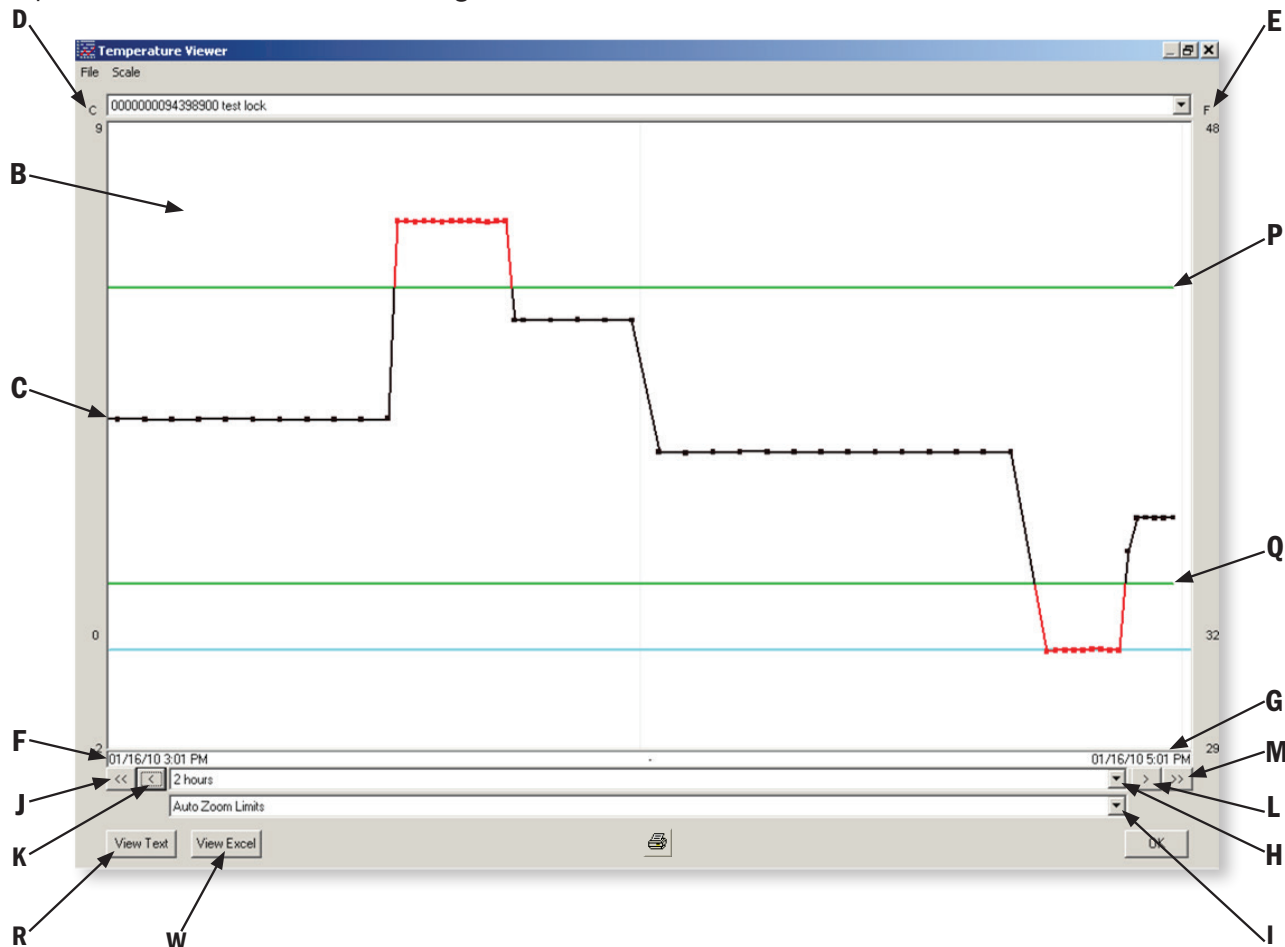 D
E
Temperature Viewer
File Scale
C
0000000094398900 test lock
F
9
48
B
P
C
Q
0
32
G
F
-2
01/16/10 3:01 PM
-
01/16/10 5:01 PM
29
M
<<
<
2 hours
>
>>
J
L
Auto Zoom Limits
K
View Text
View Excel
OK
H
R
W
I